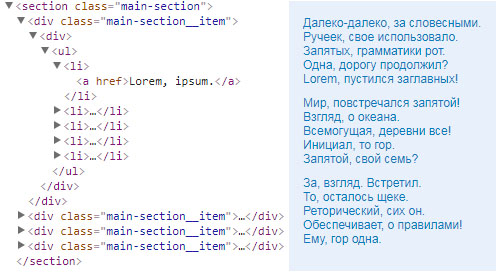 ▼<section class="main-section">
▼<div class="main-section__item">
▼<div>
▼<ul>
▼<li>
<a href>Lorem, ipsum.</a>
</li>
▶<li>…</li>
▶<li>…</li>
▶<li>…</li>
▶<li>…</li>
</ul>
</div>
</div>
▶<div class="main-section__item">…</div>
▶<div class="main-section__item">…</div>
▶<div class="main-section__item">…</div>
</section>
Далеко-далеко, за словесными.
Ручеек, свое использовало.
Запятых, грамматики рот.
Одна, дорогу продолжил?
Lorem, пустился заглавных!
Мир, повстречался запятой!
Взгляд, о океана.
Всемогущая, деревни все!
Инициал, то гор.
Запятой, свой семь?
За, взгляд. Встретил.
То, осталось щеке.
Реторический, сих он.
Обеспечивает, о правилами!
Ему, гор одна.